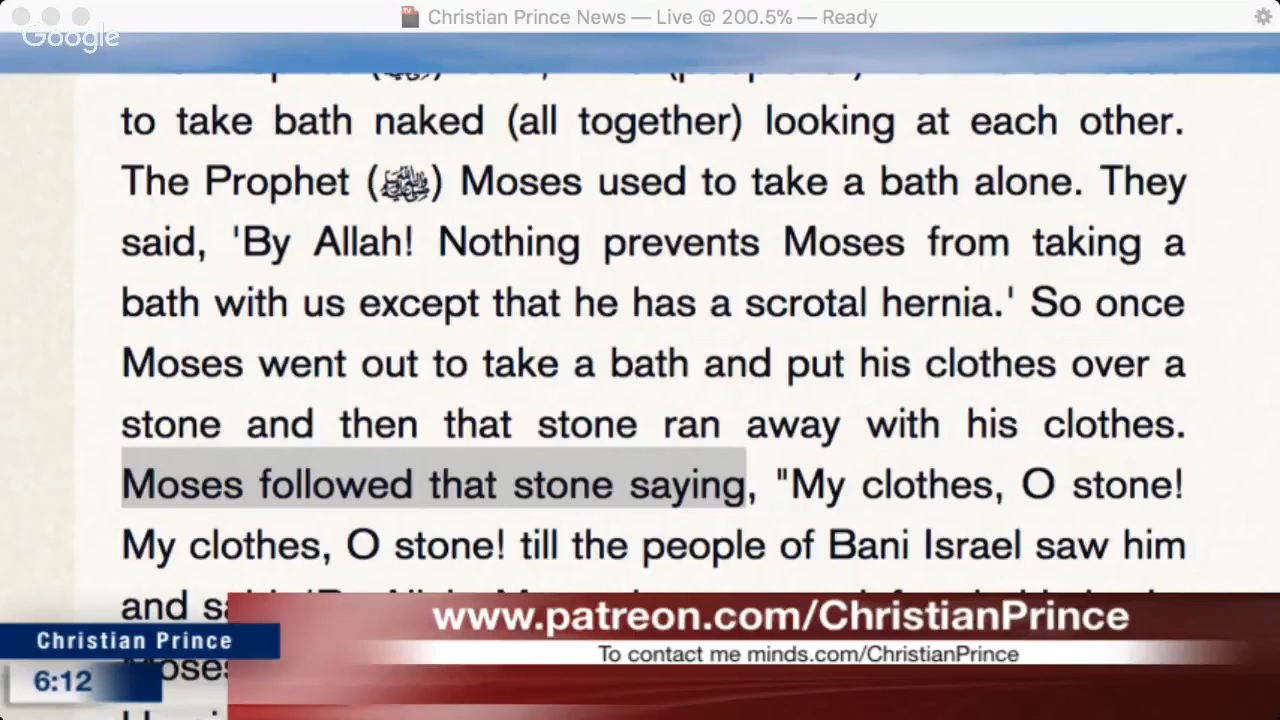 Christian Prince News — Live @ 200.5% — Ready
Google
to take bath naked (all together) looking at each other.
The Prophet (ﷺ) Moses used to take a bath alone. They
said, 'By Allah! Nothing prevents Moses from taking a
bath with us except that he has a scrotal hernia.' So once
Moses went out to take a bath and put his clothes over a
stone and then that stone ran away with his clothes.
Moses followed that stone saying, "My clothes, O stone!
My clothes, O stone! till the people of Bani Israel saw him
and
www.patreon.com/ChristianPrince
To contact me minds.com/ChristianPrince
Christian Prince
6:12